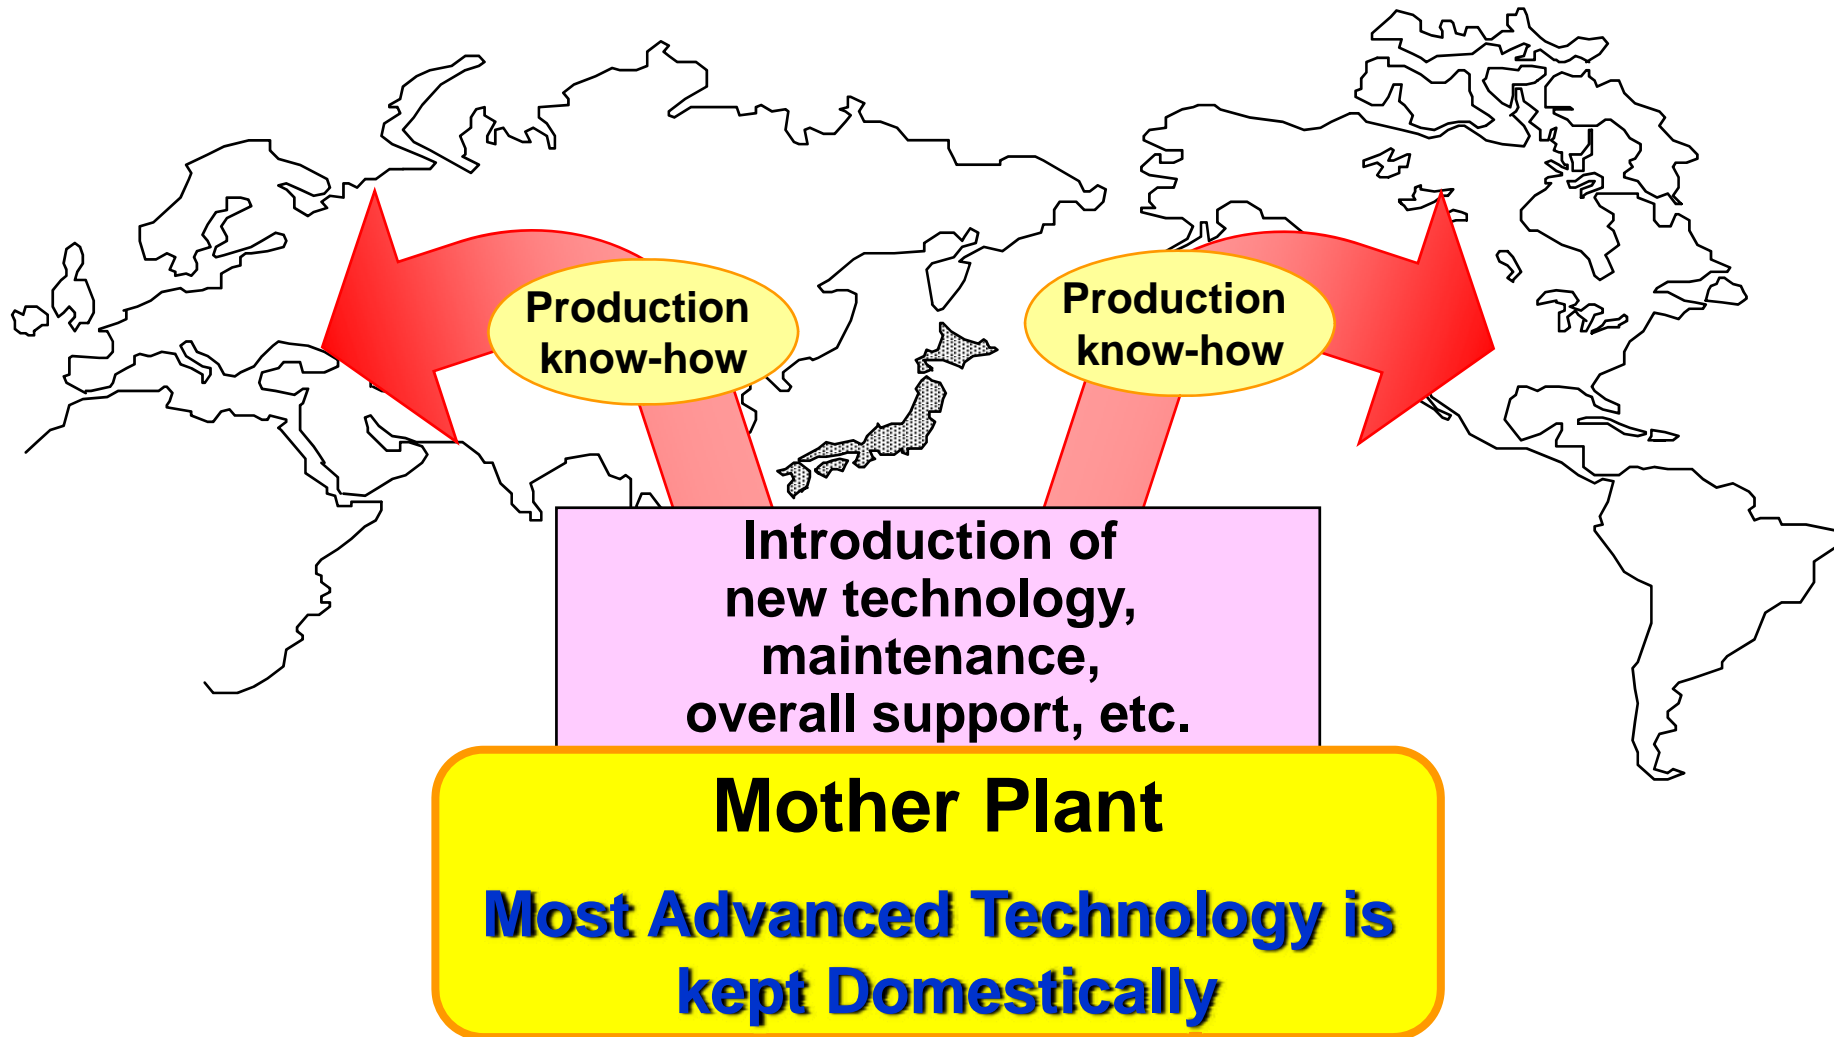 Production
know-how
Production
know-how
Introduction of
new technology,
maintenance,
overall support, etc.
Mother Plant
Most Advanced Technology is
kept Domestically